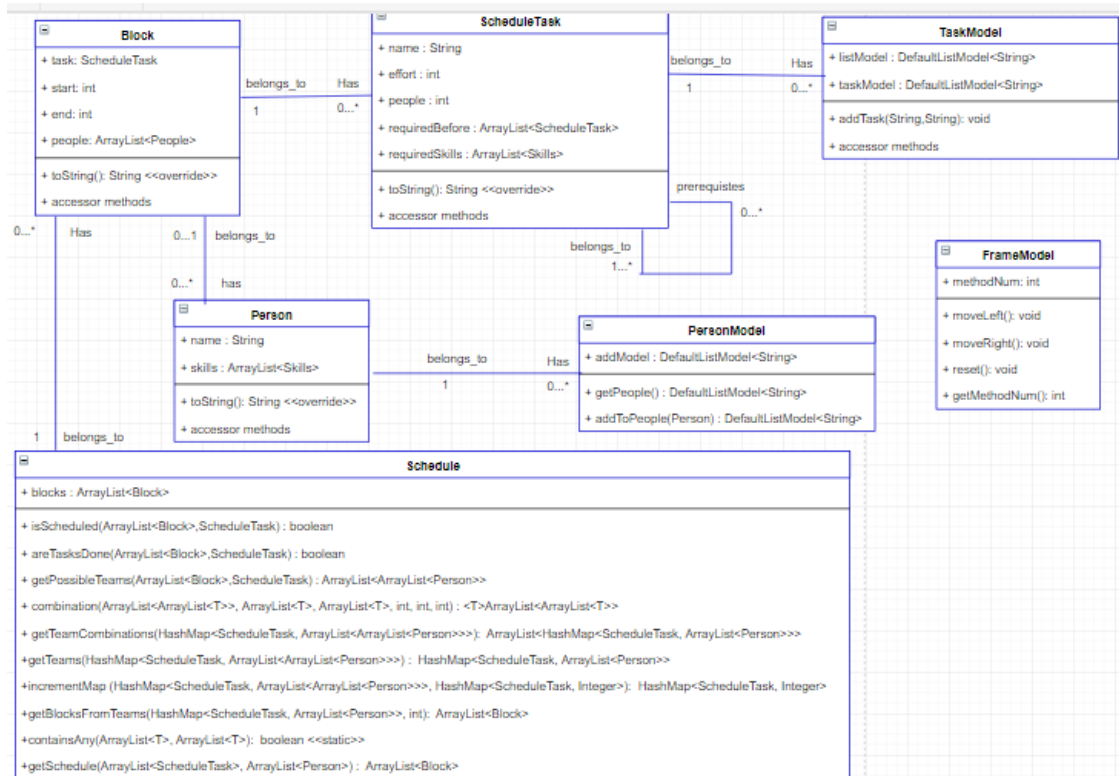 Block
+ task: ScheduleTask
+ start: int
+ end: int
+ people: ArrayList<People>
+ toString(): String <<override>>
+ accessor methods
belongs_to
Has
1
0...*
ScheduleTask
+ name : String
+ effort : int
+ people : int
+ requiredBefore : ArrayList<ScheduleTask>
+ requiredSkills : ArrayList<Skills>
+ toString(): String <<override>>
+ accessor methods
belongs_to
Has
1
0...*
TaskModel
+ listModel : DefaultListModel<String>
+ taskModel : DefaultListModel<String>
+ addTask(String,String): void
+ accessor methods
prerequistes
0...*
belongs_to
1...*
0...*
Has
0...1
belongs_to
0...*
has
FrameModel
+ methodNum: int
+ moveLeft(): void
+ moveRight(): void
+ reset(): void
+ getMethodNum(): int
Person
+ name : String
+ skills : ArrayList<Skills>
+ toString(): String <<override>>
+ accessor methods
belongs_to
Has
1
0...*
PersonModel
+ addModel : DefaultListModel<String>
+ getPeople() : DefaultListModel<String>
+ addToPeople(Person) : DefaultListModel<String>
1
belongs_to
Schedule
+ blocks : ArrayList<Block>
+ isScheduled(ArrayList<Block>,ScheduleTask) : boolean
+ areTasksDone(ArrayList<Block>,ScheduleTask) : boolean
+ getPossibleTeams(ArrayList<Block>,ScheduleTask) : ArrayList<ArrayList<Person>>
+ combination(ArrayList<ArrayList<T>>, ArrayList<T>, ArrayList<T>, int, int, int) : <T>ArrayList<ArrayList<T>>
+ getTeamCombinations(HashMap<ScheduleTask, ArrayList<ArrayList<Person>>>): ArrayList<HashMap<ScheduleTask, ArrayList<Person>>>
+getTeams(HashMap<ScheduleTask, ArrayList<ArrayList<Person>>>) : HashMap<ScheduleTask, ArrayList<Person>>
+incrementMap (HashMap<ScheduleTask, ArrayList<ArrayList<Person>>>, HashMap<ScheduleTask, Integer>): HashMap<ScheduleTask, Integer>
+getBlocksFromTeams(HashMap<ScheduleTask, ArrayList<Person>>, int): ArrayList<Block>
+containsAny(ArrayList<T>, ArrayList<T>): boolean <<static>>
+getSchedule(ArrayList<ScheduleTask>, ArrayList<Person>) : ArrayList<Block>